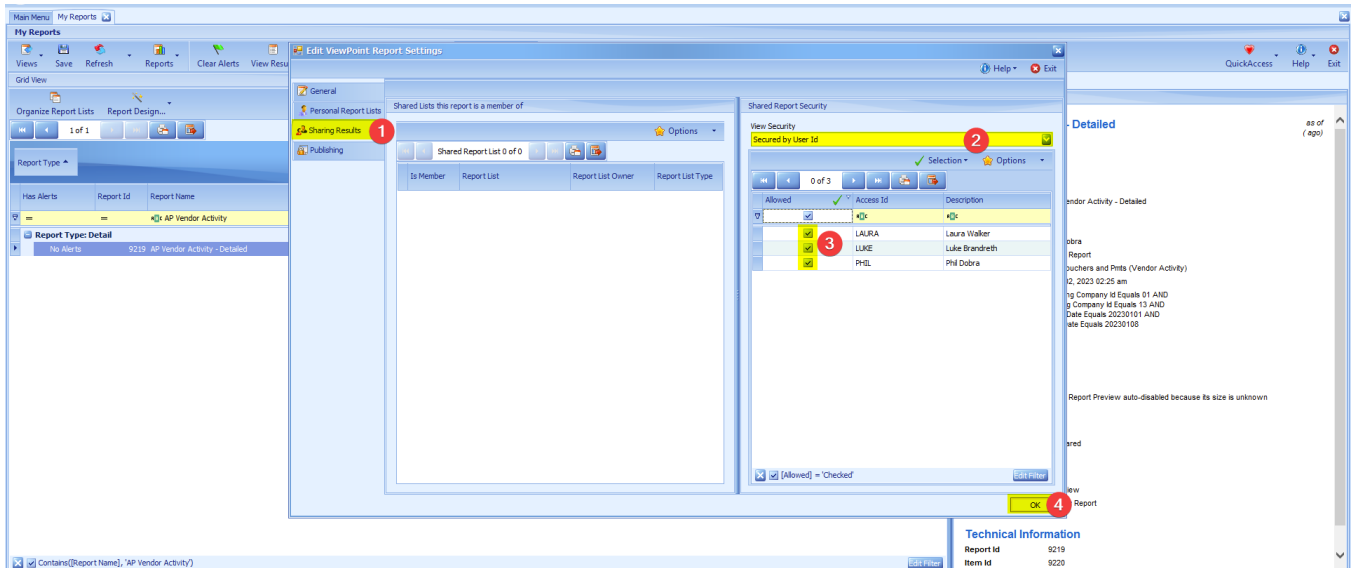 Main Menu My Reports
My Reports
Views Save Refresh Reports Clear Alerts View Resu
QuickAccess Help Exit
Grid View
Organize Report Lists Report Design...
1 of 1
Report Type
Has Alerts Report Id Report Name
= = AP Vendor Activity
Report Type: Detail
No Alerts 9219 AP Vendor Activity - Detailed
Contains([Report Name], 'AP Vendor Activity') Edit Filter
Edit ViewPoint Report Settings
Help Exit
General
Personal Report Lists
Sharing Results 1
Publishing
Shared Lists this report is a member of
Options
Shared Report List 0 of 0
Is Member Report List Report List Owner Report List Type
Shared Report Security
View Security
Secured by User Id 2
Selection Options
0 of 3
Allowed Access Id Description
LAURA Laura Walker
3 LUKE Luke Brandreth
PHIL Phil Dobra
[Allowed] = 'Checked' Edit Filter
OK 4
- Detailed as of
( ago)
endor Activity - Detailed
obra
Report
ouchers and Pmts (Vendor Activity)
2, 2023 02:25 am
ng Company Id Equals 01 AND
g Company Id Equals 13 AND
Date Equals 20230101 AND
ate Equals 20230108
Report Preview auto-disabled because its size is unknown
ared
iew
Report
Technical Information
Report Id 9219
Item Id 9220